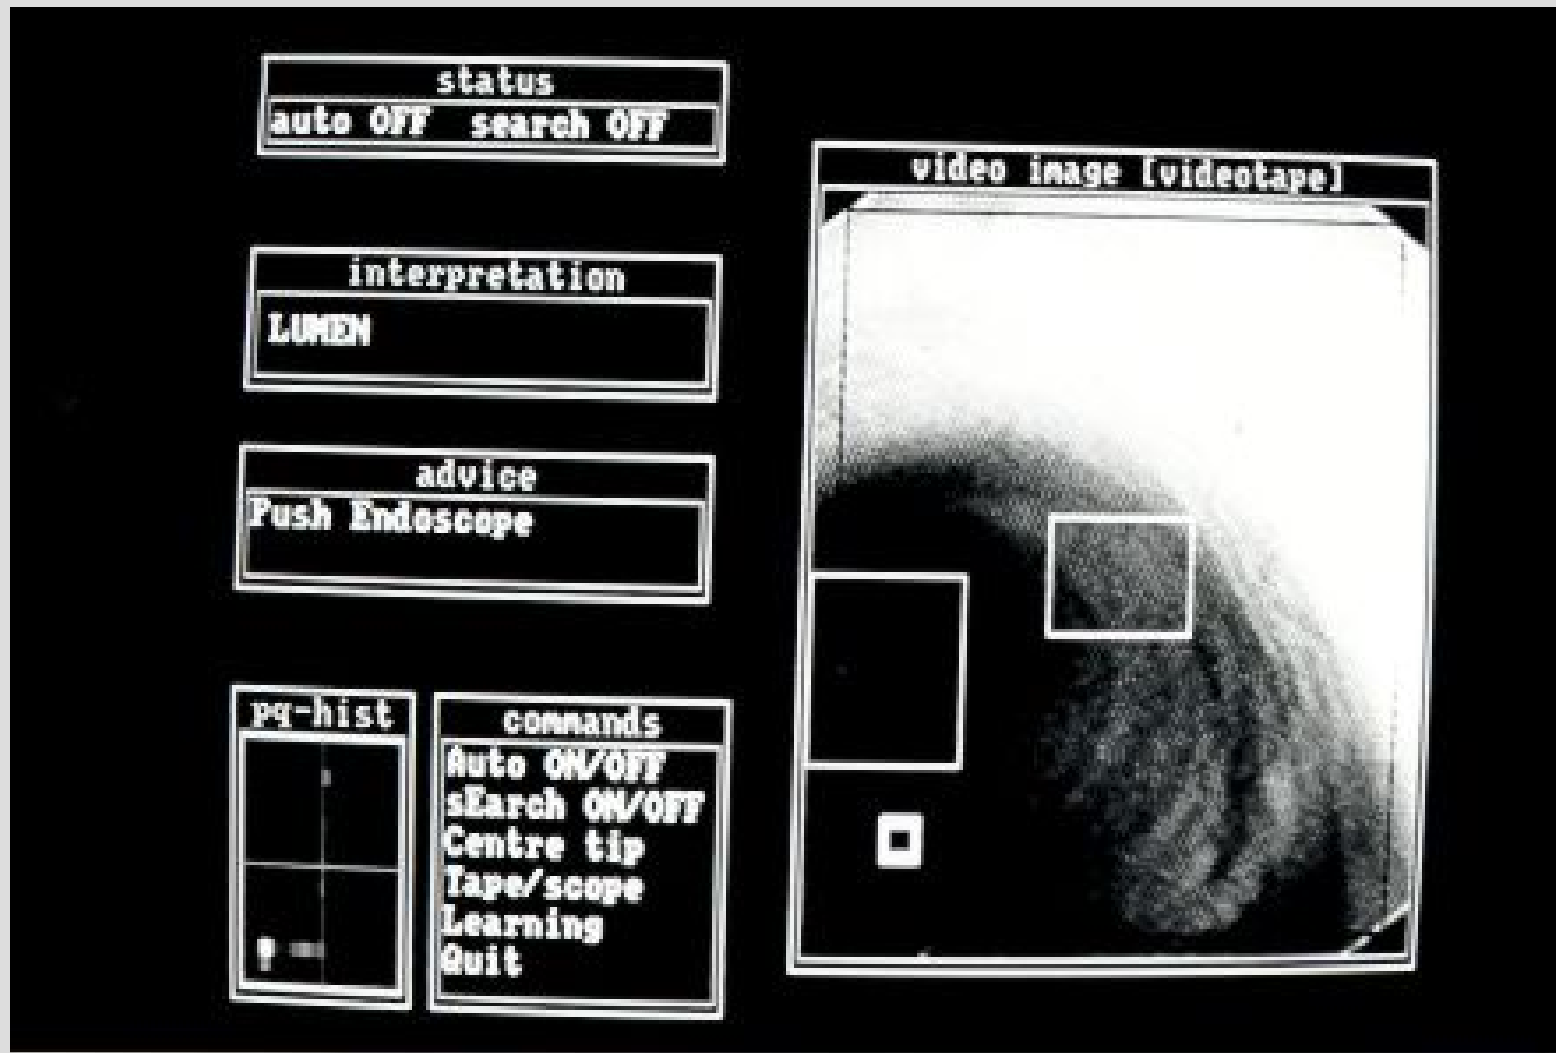 status
auto OFF search OFF
interpretation
LUMEN
advice
Push Endoscope
pq-hist
commands
Auto ON/OFF
sEarch ON/OFF
Centre tip
Tape/scope
Learning
Quit
video image [videotape]